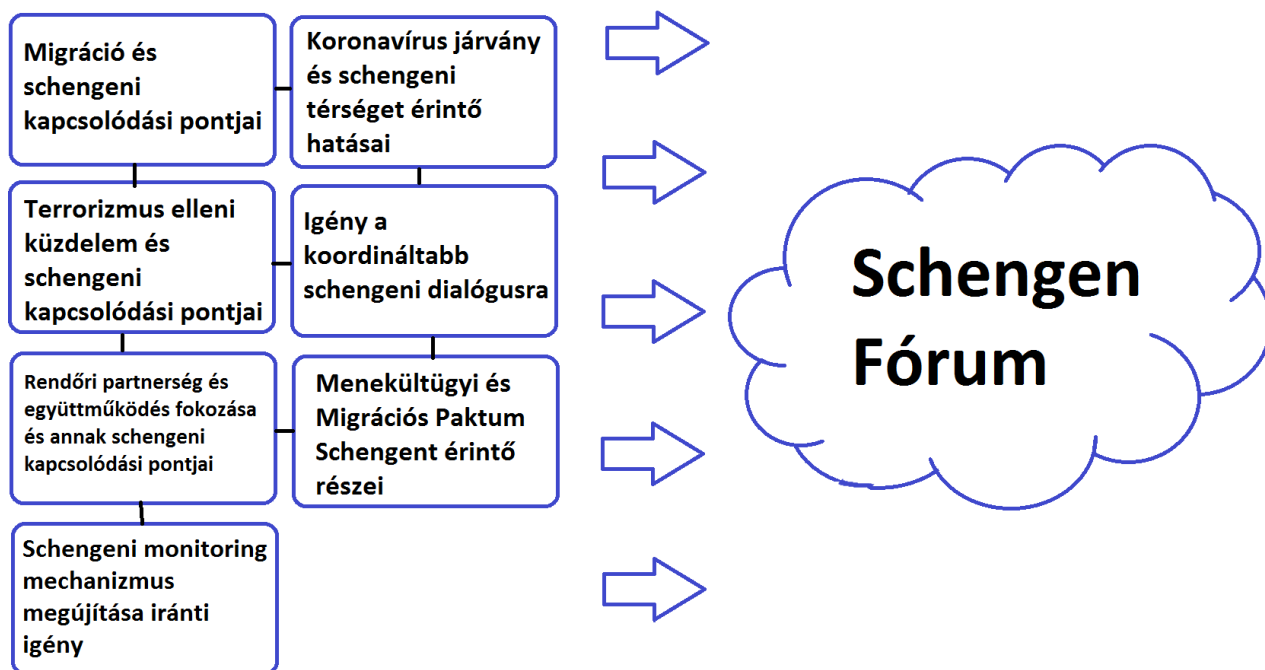 Migráció és
schengeni
kapcsolódási pontjai
Koronavírus járvány
és schengeni
térséget érintő
hatásai
Terrorizmus elleni
küzdelem és
schengeni
kapcsolódási pontjai
Igény a
koordináltabb
schengeni dialógusra
Rendőri partnerség és
együttműködés fokozása
és annak schengeni
kapcsolódási pontjai
Menekültügyi és
Migrációs Paktum
Schengent érintő
részei
Schengeni monitoring
mechanizmus
megújítása iránti
igény
Schengen
Fórum